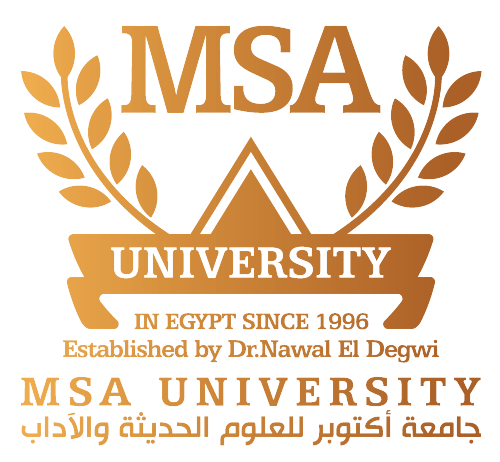 MSA
UNIVERSITY
IN EGYPT SINCE 1996
Established by Dr.Nawal El Degwi
MSA UNIVERSITY
جامعة أكتوبر للعلوم الحديثة والآداب